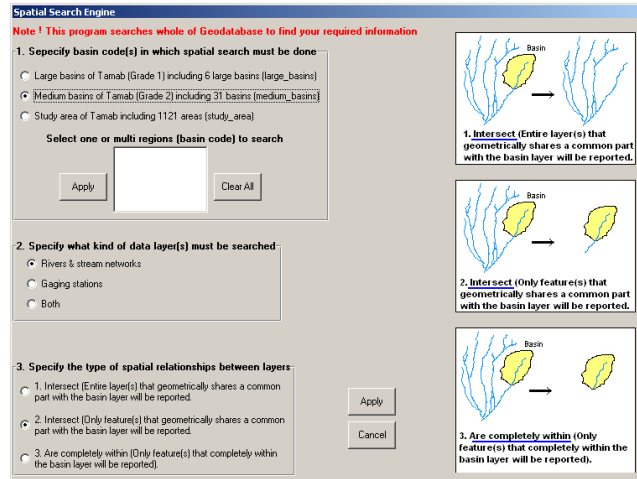 Spatial Search Engine
Note ! This program searches whole of Geodatabase to find your required information
1. Sepecify basin code(s) in which spatial search must be done
Large basins of Tamab (Grade 1) including 6 large basins (large_basins)
Medium basins of Tamab (Grade 2) including 31 basins (medium_basins)
Study area of Tamab including 1121 areas (study_area)
Select one or multi regions (basin code) to search
Apply
Clear All
2. Specify what kind of data layer(s) must be searched
Rivers & stream networks
Gaging stations
Both
3. Specify the type of spatial relationships between layers
1. Intersect (Entire layer(s) that geometrically shares a common
part with the basin layer will be reported.
2. Intersect (Only feature(s) that geometrically shares a common
part with the basin layer will be reported.
3. Are completely within (Only feature(s) that completely within
the basin layer will be reported).
Apply
Cancel
Basin
1. Intersect (Entire layer(s) that
geometrically shares a common part
with the basin layer will be reported.
Basin
2. Intersect (Only feature(s) that
geometrically shares a common part
with the basin layer will be reported.
Basin
3. Are completely within (Only
feature(s) that completely within the
basin layer will be reported).